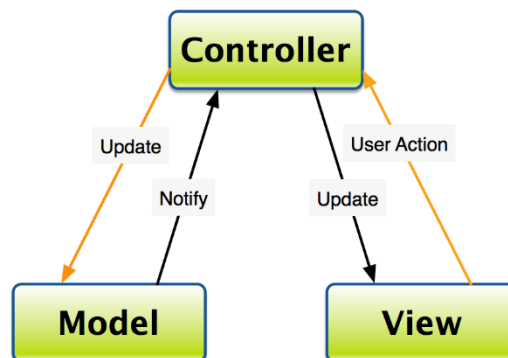 Controller
Update
User Action
Notify
Update
Model
View